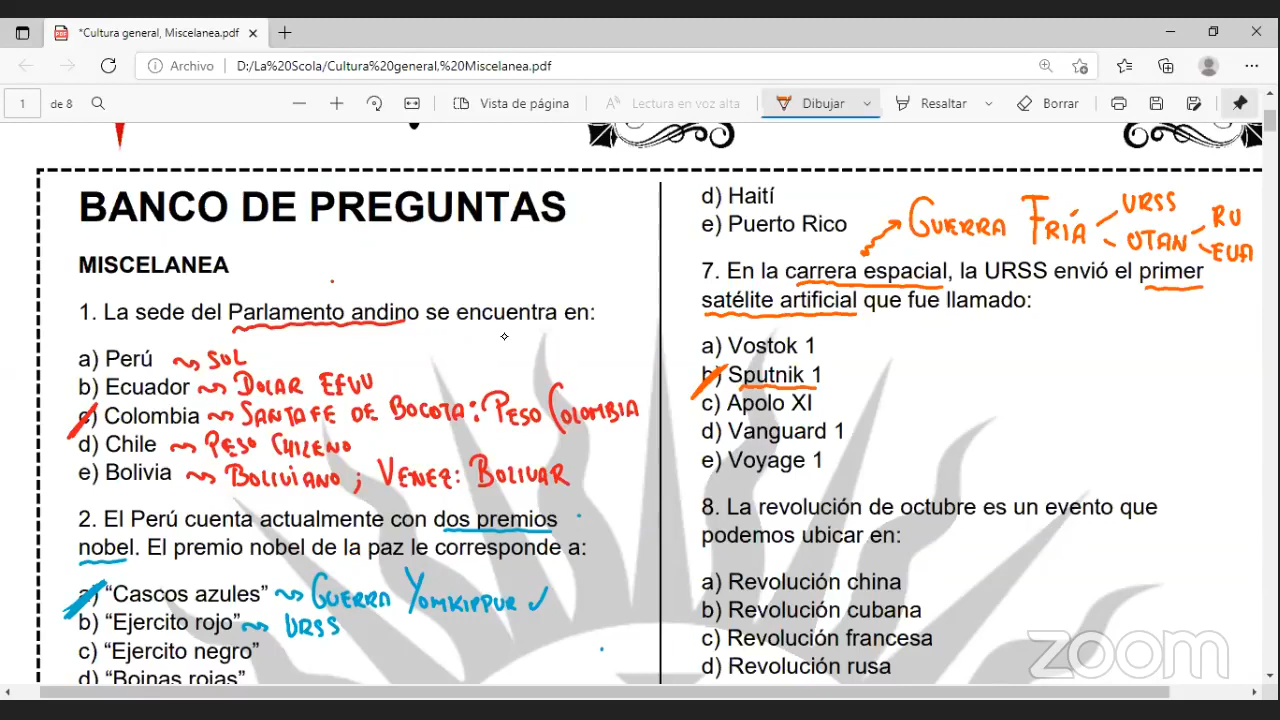 *Cultura general, Miscelanea.pdf
Archivo D:/La%20Scola/Cultura%20general,%20Miscelanea.pdf
1 de 8 Vista de página Lectura en voz alta Dibujar Resaltar Borrar
BANCO DE PREGUNTAS
MISCELANEA
1. La sede del Parlamento andino se encuentra en:
a) Perú SOL
b) Ecuador DOLAR EEUU
c) Colombia SANTAFE DE BOGOTA: PESO COLOMBIA
d) Chile PESO CHILENO
e) Bolivia BOLIVIANO ; VENEZ: BOLIVAR
2. El Perú cuenta actualmente con dos premios
nobel. El premio nobel de la paz le corresponde a:
a) “Cascos azules” GUERRA YOMKIPPUR
b) “Ejercito rojo” URSS
c) “Ejercito negro”
d) “Boinas rojas”
d) Haití
e) Puerto Rico
GUERRA FRÍA URSS
OTAN RU
EUA
7. En la carrera espacial, la URSS envió el primer
satélite artificial que fue llamado:
a) Vostok 1
b) Sputnik 1
c) Apolo XI
d) Vanguard 1
e) Voyage 1
8. La revolución de octubre es un evento que
podemos ubicar en:
a) Revolución china
b) Revolución cubana
c) Revolución francesa
d) Revolución rusa
zoom